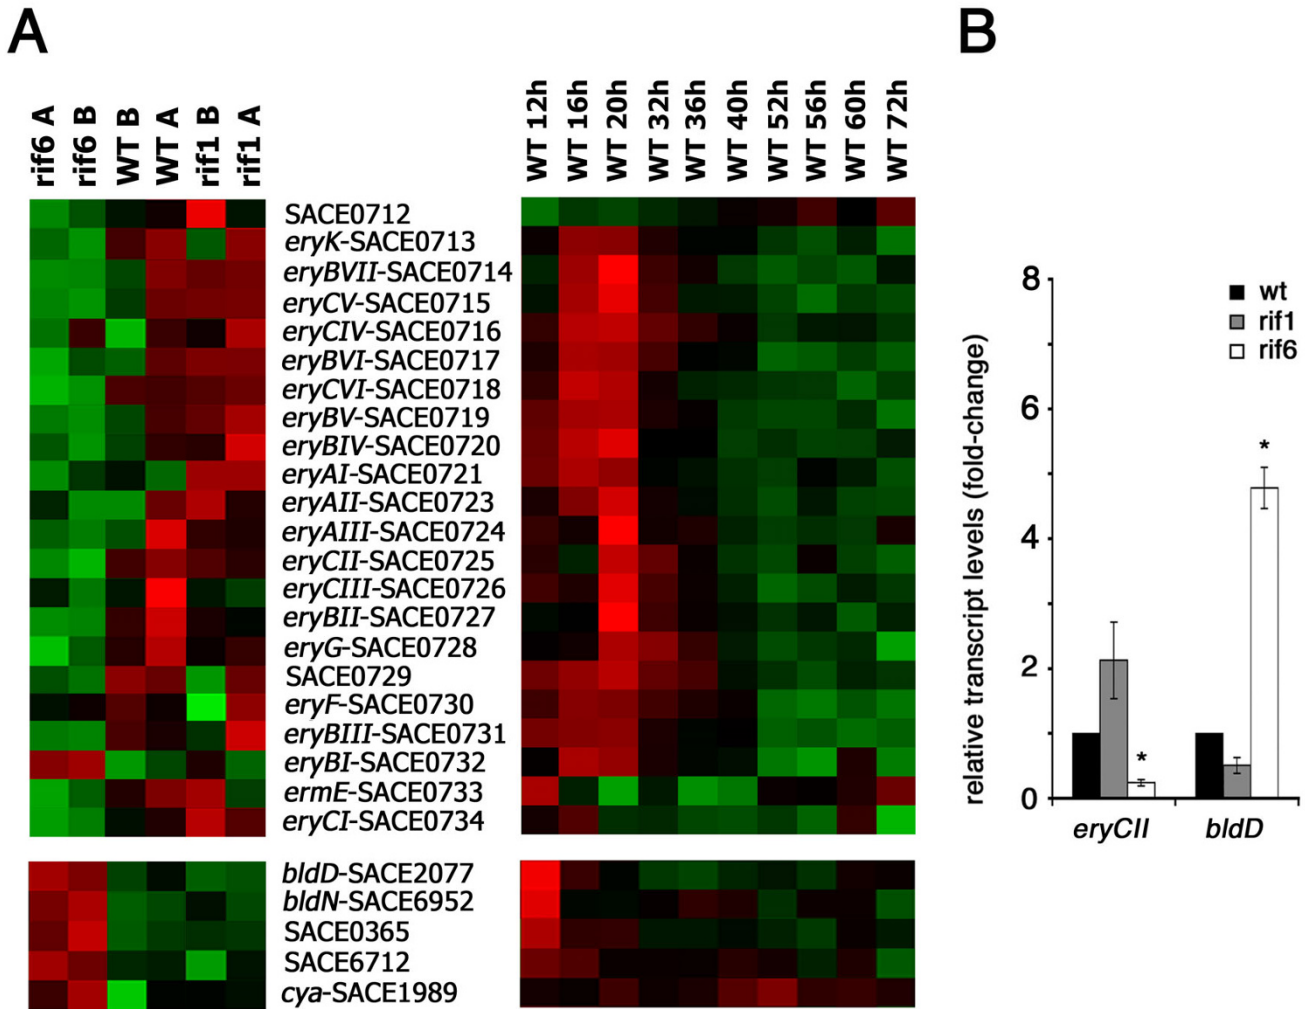 A
B
rif6 A
rif6 B
WT B
WT A
rif1 B
rif1 A
WT 12h
WT 16h
WT 20h
WT 32h
WT 36h
WT 40h
WT 52h
WT 56h
WT 60h
WT 72h
SACE0712
eryK-SACE0713
eryBVII-SACE0714
eryCV-SACE0715
eryCIV-SACE0716
eryBVI-SACE0717
eryCVI-SACE0718
eryBV-SACE0719
eryBIV-SACE0720
eryAI-SACE0721
eryAII-SACE0723
eryAIII-SACE0724
eryCII-SACE0725
eryCIII-SACE0726
eryBII-SACE0727
eryG-SACE0728
SACE0729
eryF-SACE0730
eryBIII-SACE0731
eryBI-SACE0732
ermE-SACE0733
eryCI-SACE0734
bldD-SACE2077
bldN-SACE6952
SACE0365
SACE6712
cya-SACE1989
relative transcript levels (fold-change)
8
6
4
2
0
wt
rif1
rif6
*
*
eryCII
bldD